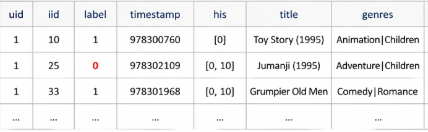 uid iid label timestamp his title genres
1 10 1 978300760 [0] Toy Story (1995) Animation|Children
1 25 0 978302109 [0, 10] Jumanji (1995) Adventure|Children
1 33 1 978301968 [0, 10] Grumpier Old Men Comedy|Romance
... ... ... ... ... ... ...